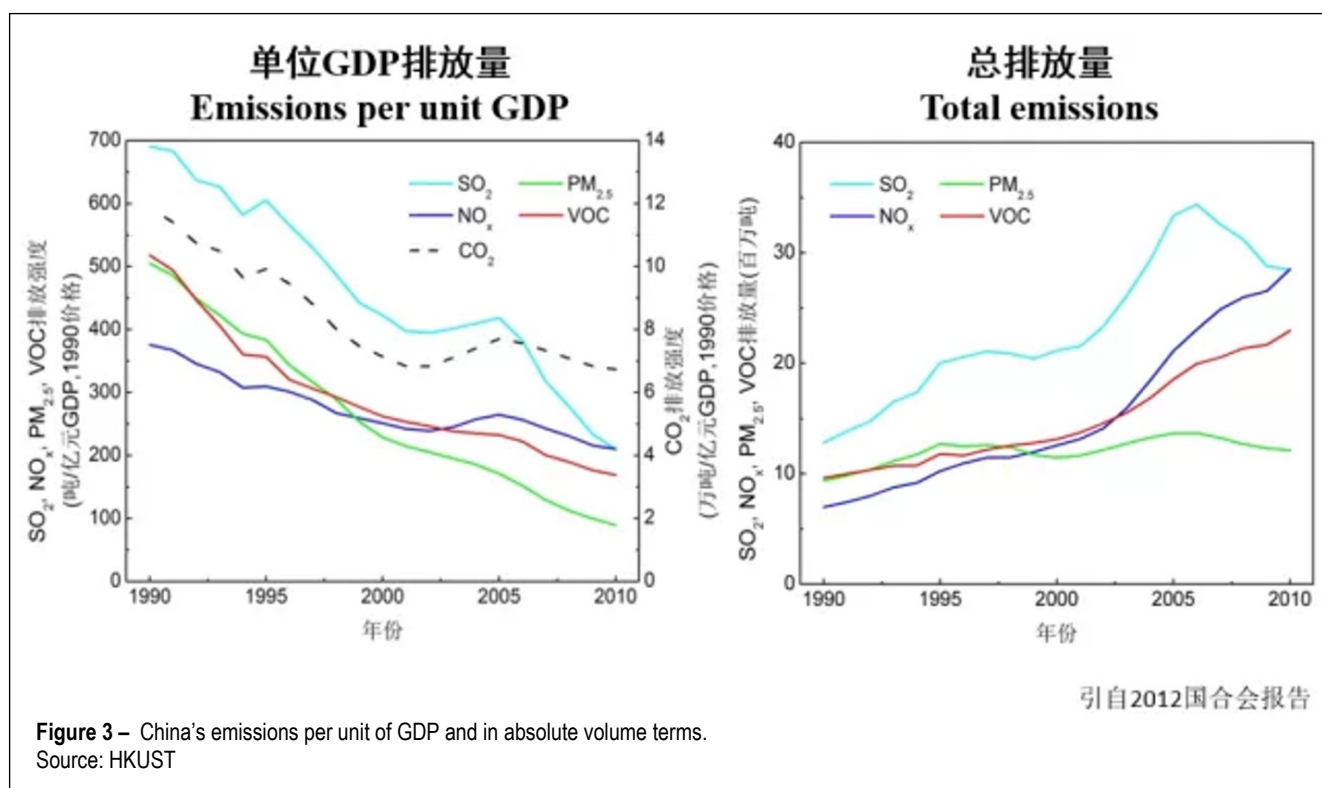 单位GDP排放量
Emissions per unit GDP
SO₂, NOₓ, PM₂.₅, VOC排放强度
(吨/亿元GDP,1990价格)
700
600
500
400
300
200
100
0
SO₂
PM₂.₅
NOₓ
VOC
CO₂
14
12
10
8
6
4
2
0
CO₂排放强度
(万吨/亿元GDP,1990价格)
1990
1995
2000
2005
2010
年份
总排放量
Total emissions
SO₂, NOₓ, PM₂.₅, VOC排放量(百万吨)
40
30
20
10
0
SO₂
PM₂.₅
NOₓ
VOC
1990
1995
2000
2005
2010
年份
引自2012国合会报告
Figure 3 – China’s emissions per unit of GDP and in absolute volume terms.
Source: HKUST